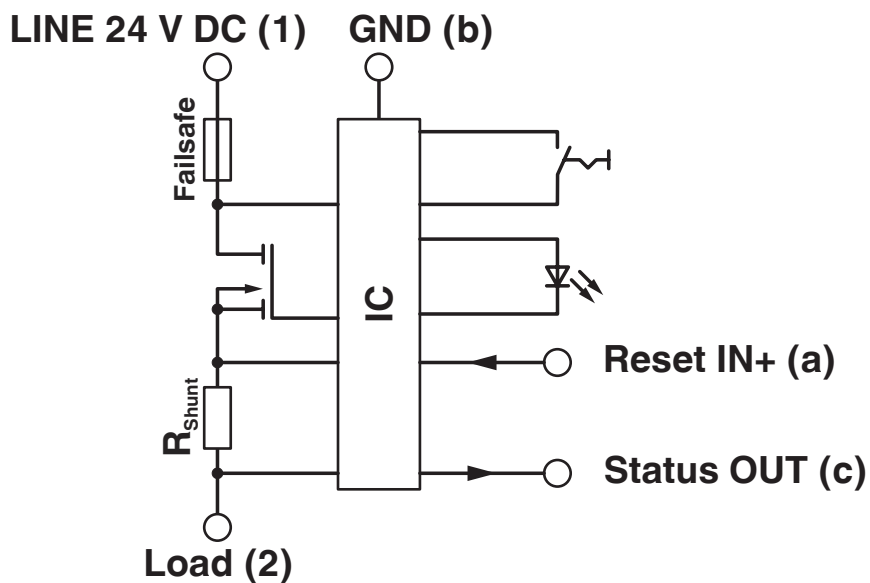 LINE 24 V DC (1)
GND (b)
Failsafe
IC
Reset IN+ (a)
RShunt
Status OUT (c)
Load (2)